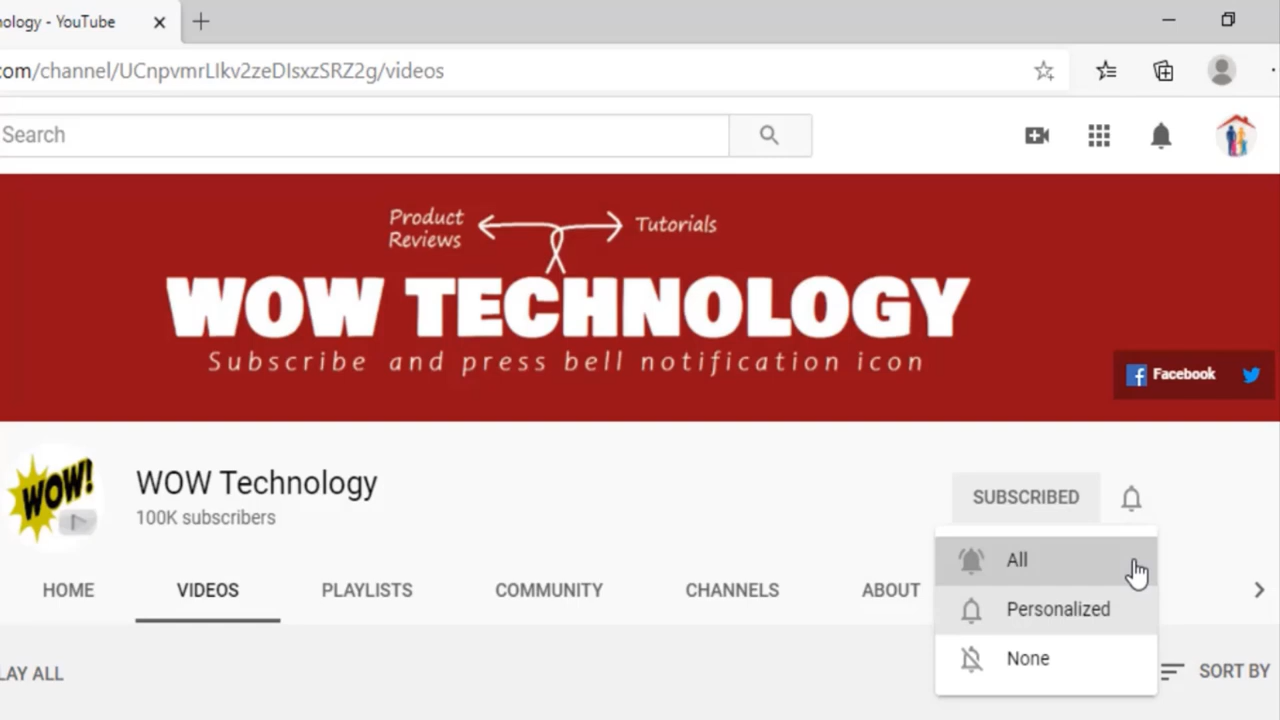 nology - YouTube
com/channel/UCnpvmrLIkv2zeDIsxzSRZ2g/videos
Search
Product
Reviews
Tutorials
WOW TECHNOLOGY
Subscribe and press bell notification icon
Facebook
WOW!
WOW Technology
100K subscribers
SUBSCRIBED
All
Personalized
None
HOME
VIDEOS
PLAYLISTS
COMMUNITY
CHANNELS
ABOUT
LAY ALL
SORT BY